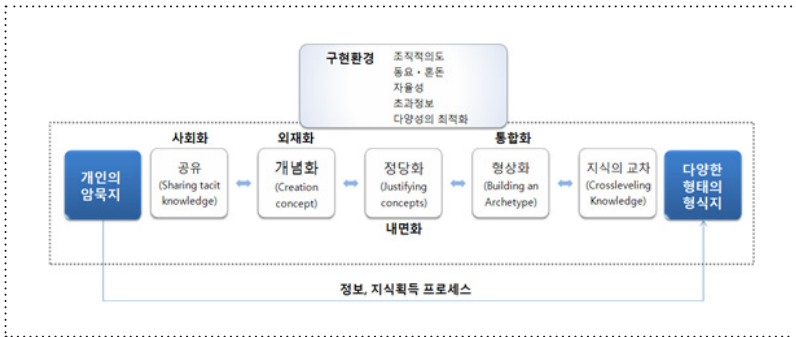 구현환경
조직적의도
동요·혼돈
자율성
초과정보
다양성의 최적화
사회화
외재화
통합화
개인의
암묵지
공유
(Sharing tacit
knowledge)
개념화
(Creation
concept)
정당화
(Justifying
concepts)
형상화
(Building an
Archetype)
지식의 교차
(Crossleveling
Knowledge)
다양한
형태의
형식지
내면화
정보, 지식획득 프로세스